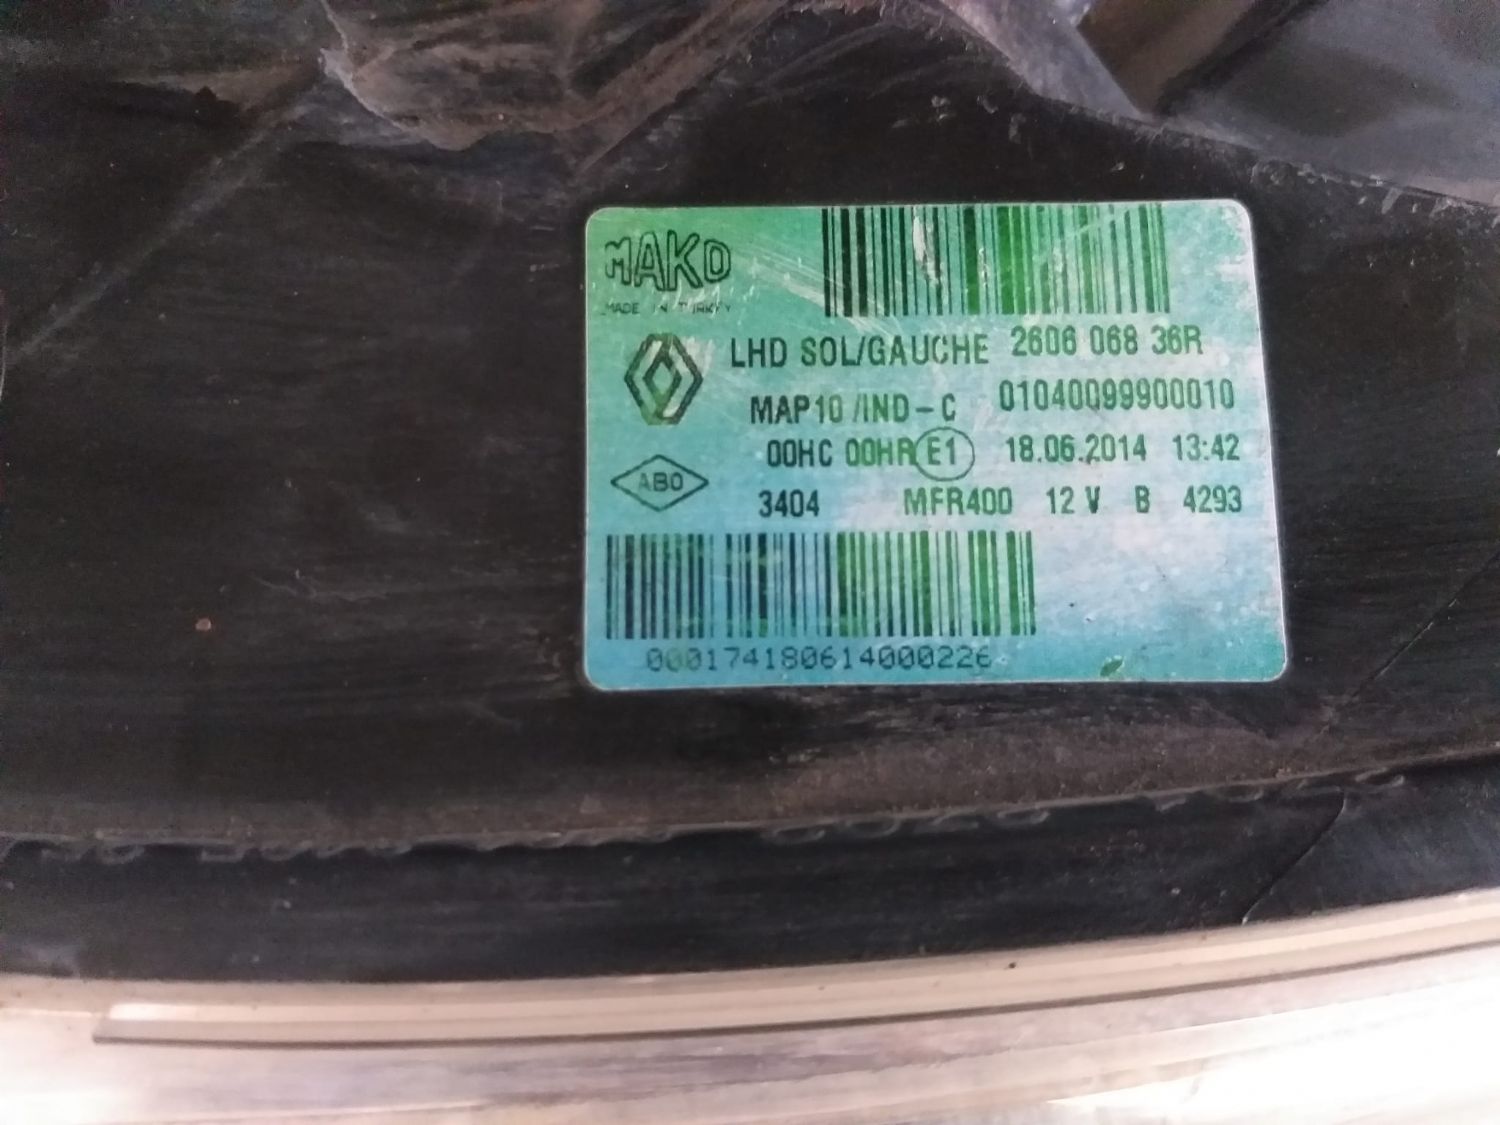 MAKO
MADE IN TURKEY
LHD SOL/GAUCHE 2606 068 36R
MAP10 /IND-C 01040099900010
00HC 00HR E1 18.06.2014 13:42
ABO
3404 MFR400 12 V B 4293
000174180614000226